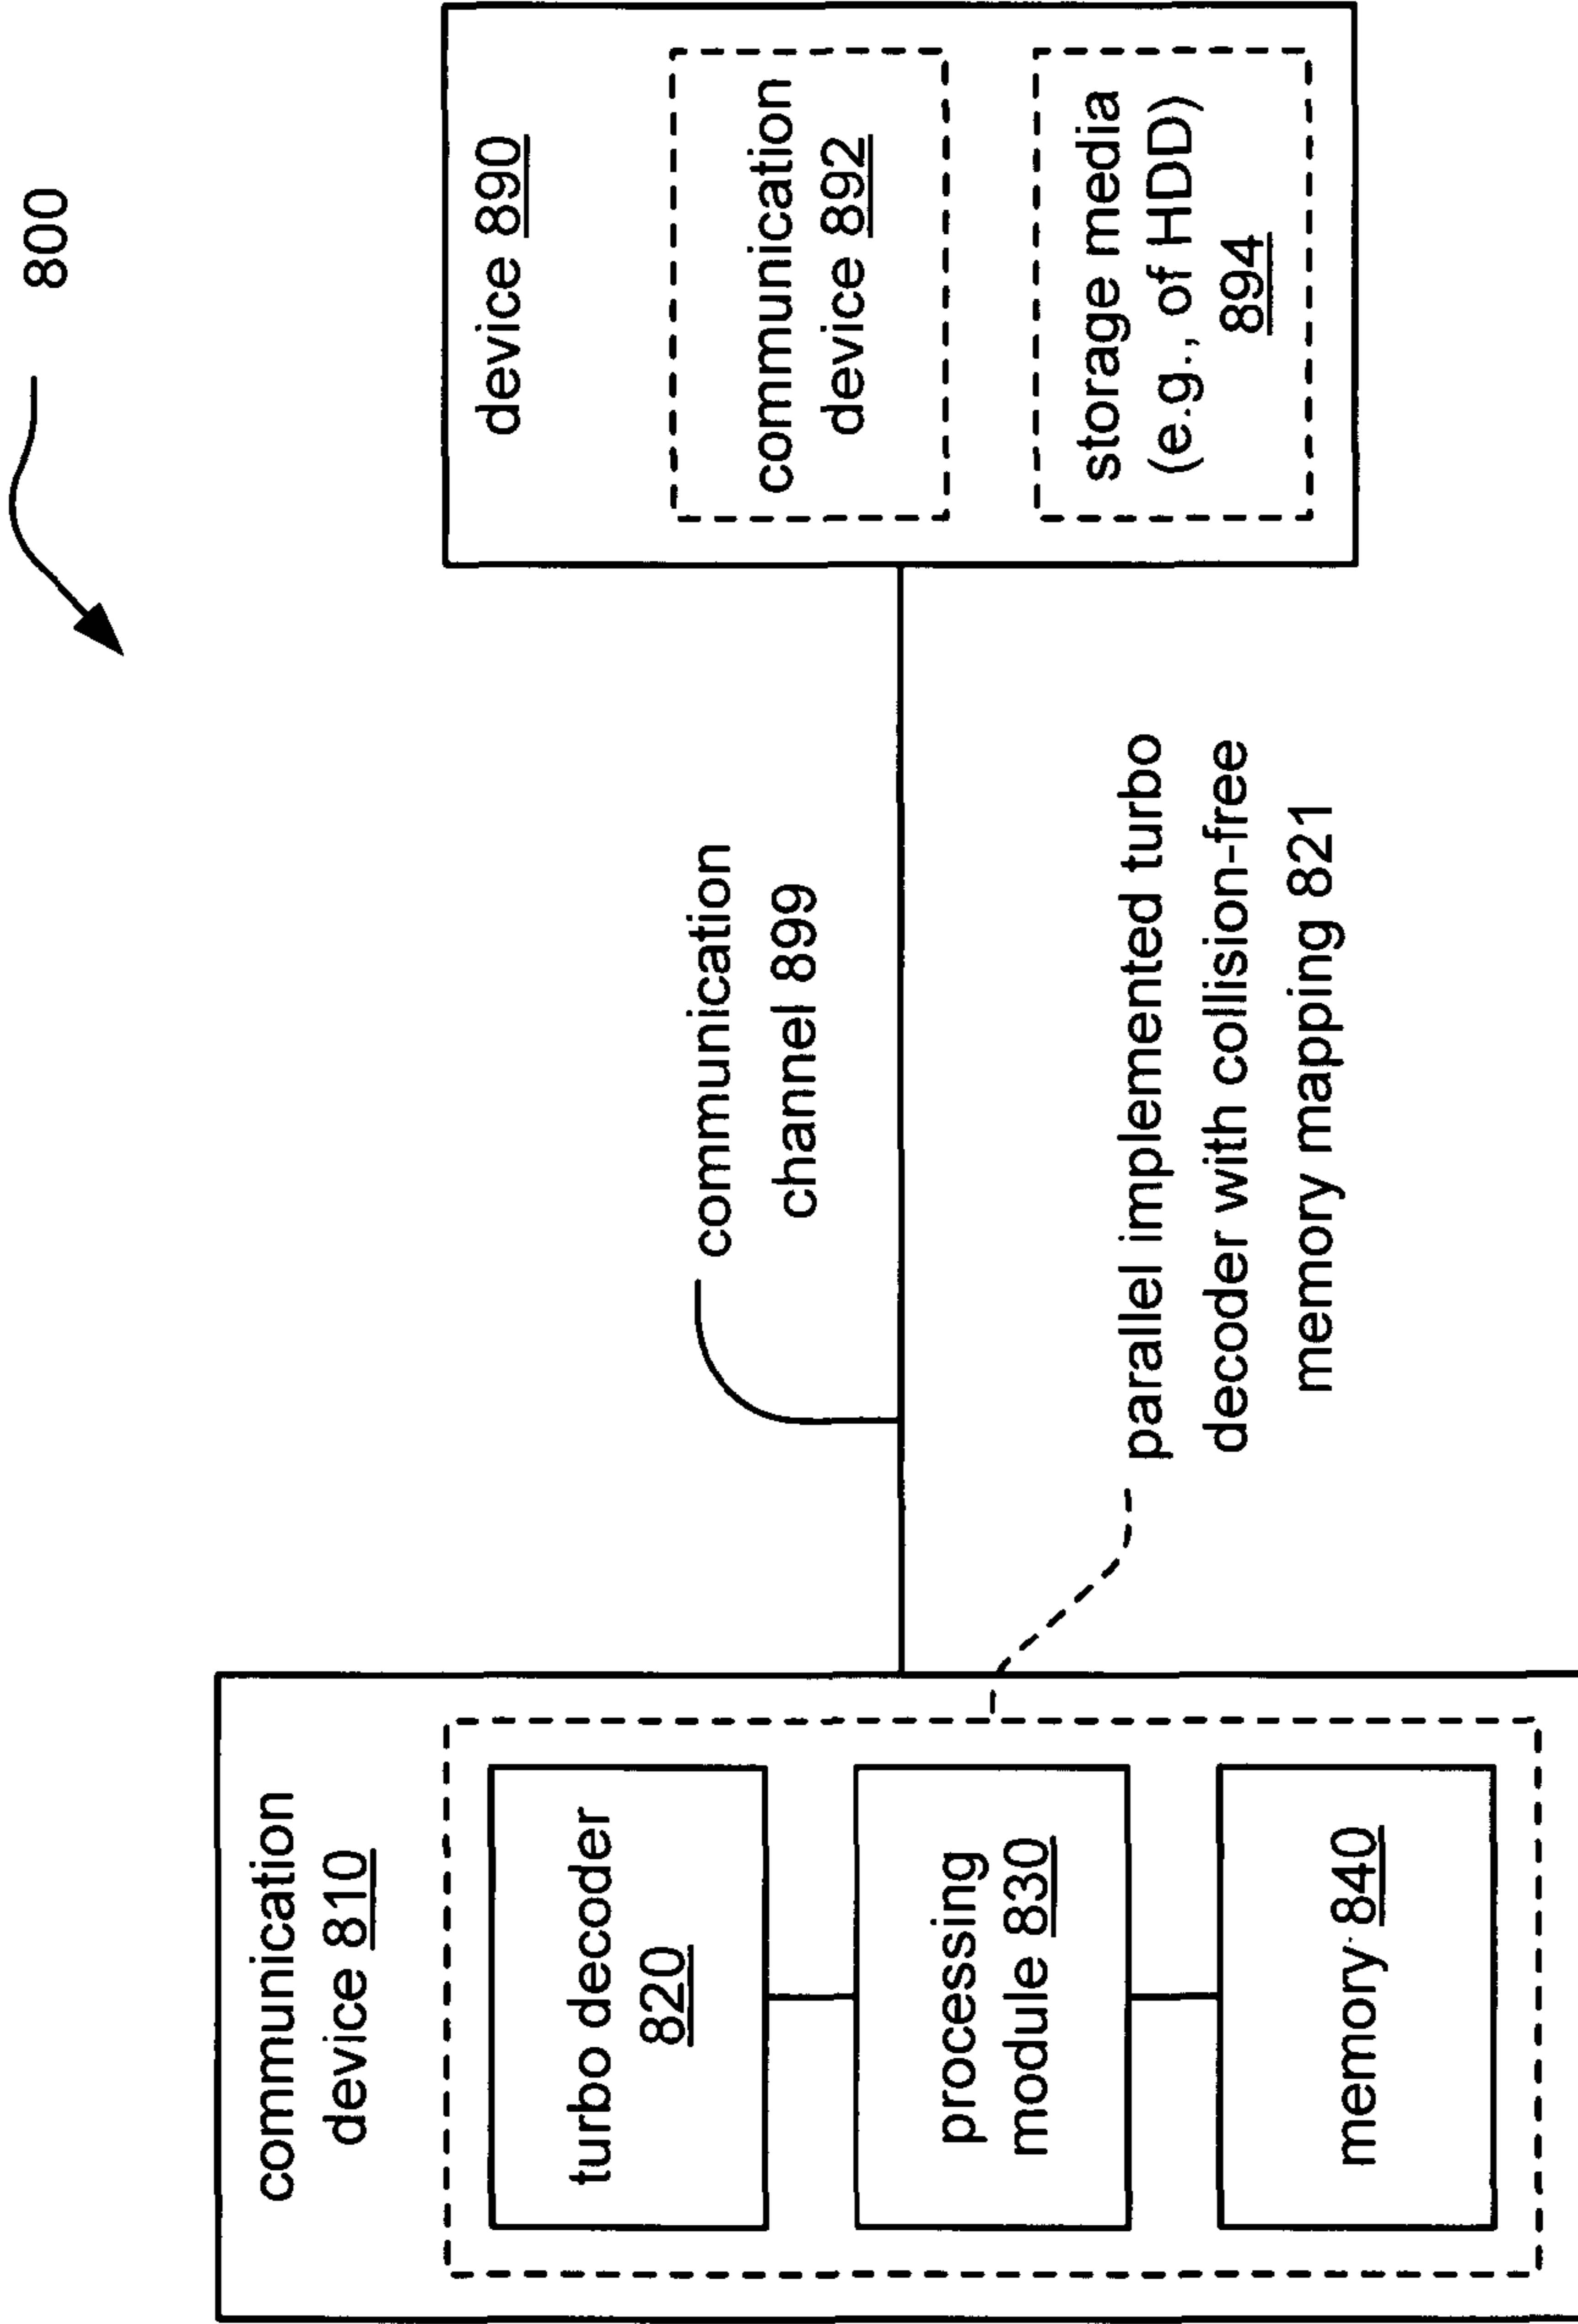 800
communication
device 810
turbo decoder
820
processing
module 830
memory 840
communication
channel 899
parallel implemented turbo
decoder with collision-free
memory mapping 821
device 890
communication
device 892
storage media
(e.g., of HDD)
894